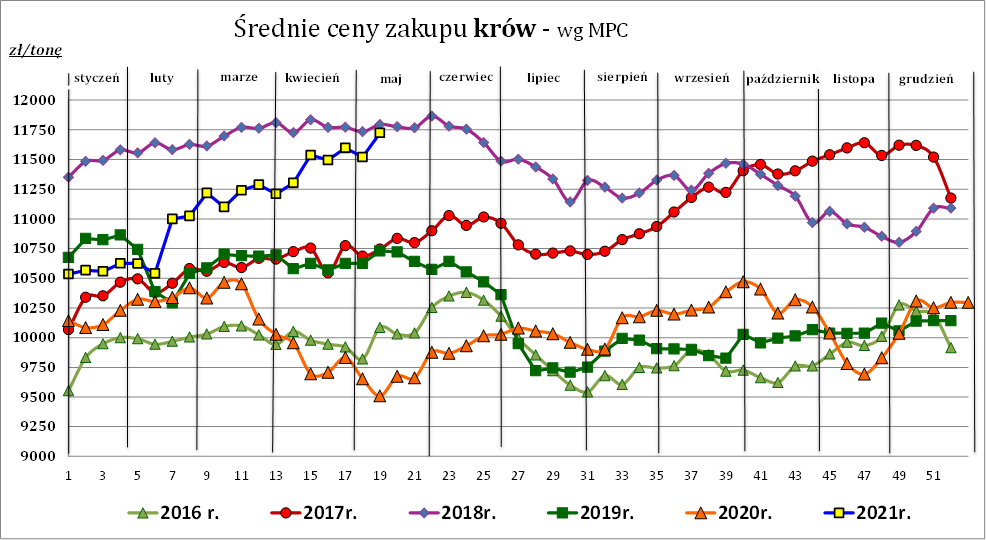 Średnie ceny zakupu krów - wg MPC
zł/tonę
styczeń luty marze kwiecień maj czerwiec lipiec sierpień wrzesień październik listopa grudzień
12000
11750
11500
11250
11000
10750
10500
10250
10000
9750
9500
9250
9000
1 3 5 7 9 11 13 15 17 19 21 23 25 27 29 31 33 35 37 39 41 43 45 47 49 51
2016 r. 2017r. 2018r. 2019r. 2020r. 2021r.